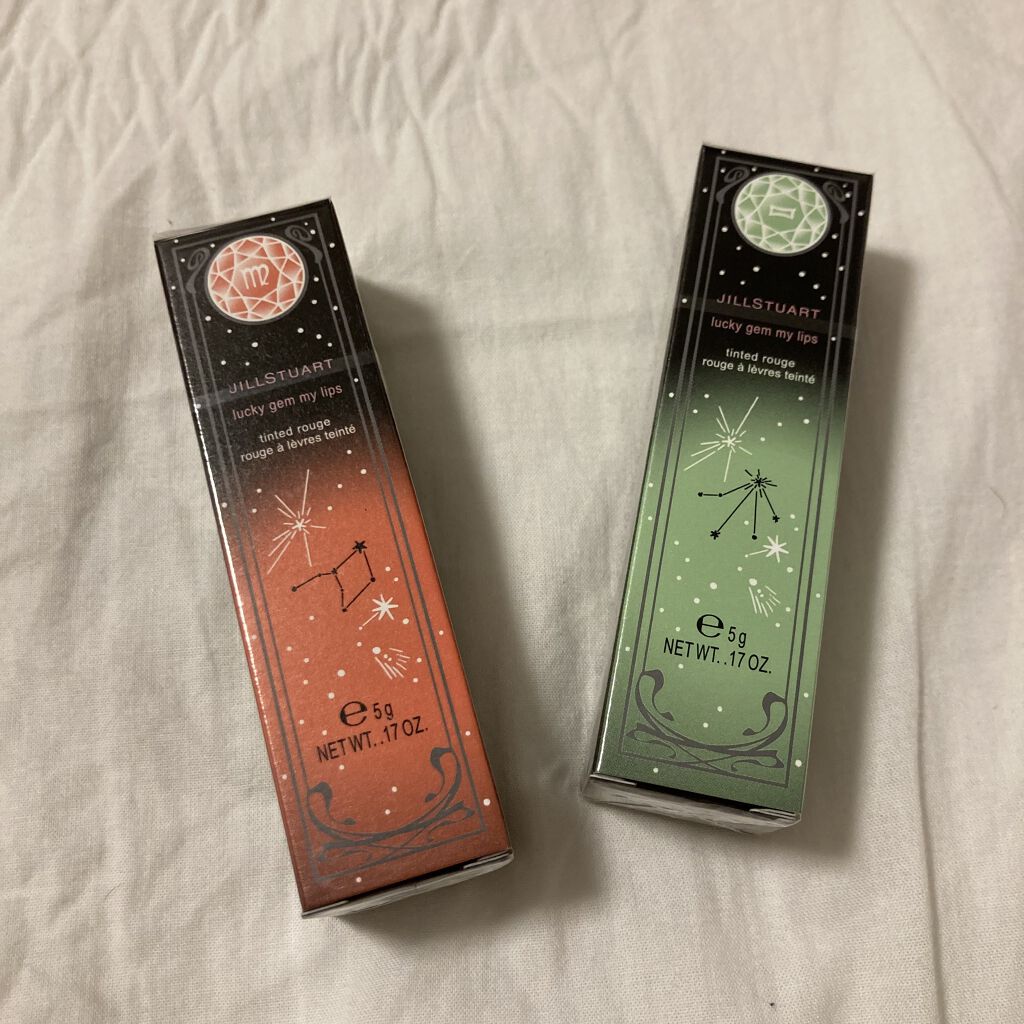 JILLSTUART
lucky gem my lips
tinted rouge
rouge à lèvres teinté
e 5g
NET WT. .17 OZ.
JILLSTUART
lucky gem my lips
tinted rouge
rouge à lèvres teinté
e 5g
NET WT. .17 OZ.